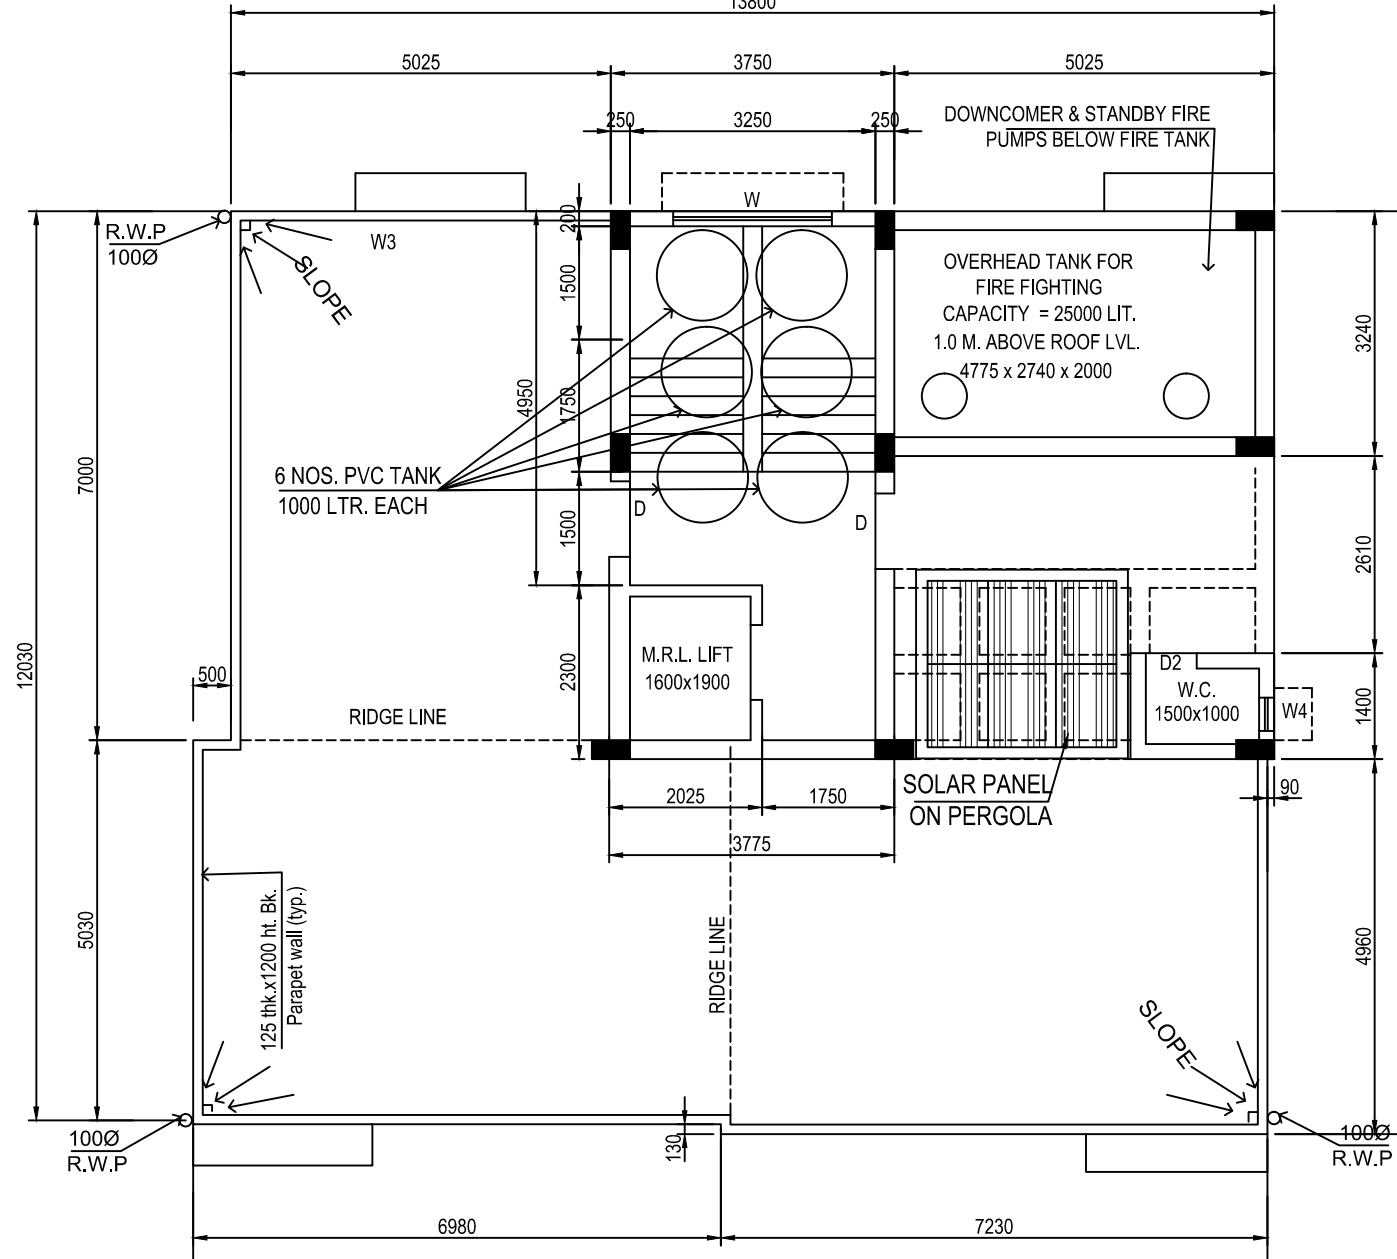 13800
5025
3750
5025
250
3250
250
DOWNCOMER & STANDBY FIRE
PUMPS BELOW FIRE TANK
R.W.P
100Ø
W3
SLOPE
W
200
1500
1750
4950
1500
2300
OVERHEAD TANK FOR
FIRE FIGHTING
CAPACITY = 25000 LIT.
1.0 M. ABOVE ROOF LVL.
4775 x 2740 x 2000
3240
2610
1400
4960
6 NOS. PVC TANK
1000 LTR. EACH
D
D
7000
12030
5030
500
RIDGE LINE
M.R.L. LIFT
1600x1900
D2
W.C.
1500x1000
W4
SOLAR PANEL
ON PERGOLA
90
2025
1750
3775
125 thk.x1200 ht. Bk.
Parapet wall (typ.)
RIDGE LINE
SLOPE
100Ø
R.W.P
130
100Ø
R.W.P
6980
7230